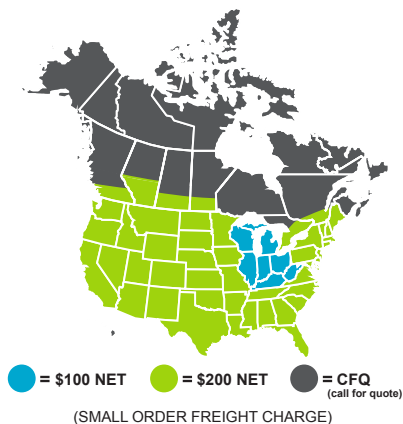 = $100 NET = $200 NET = CFQ
(call for quote)
(SMALL ORDER FREIGHT CHARGE)